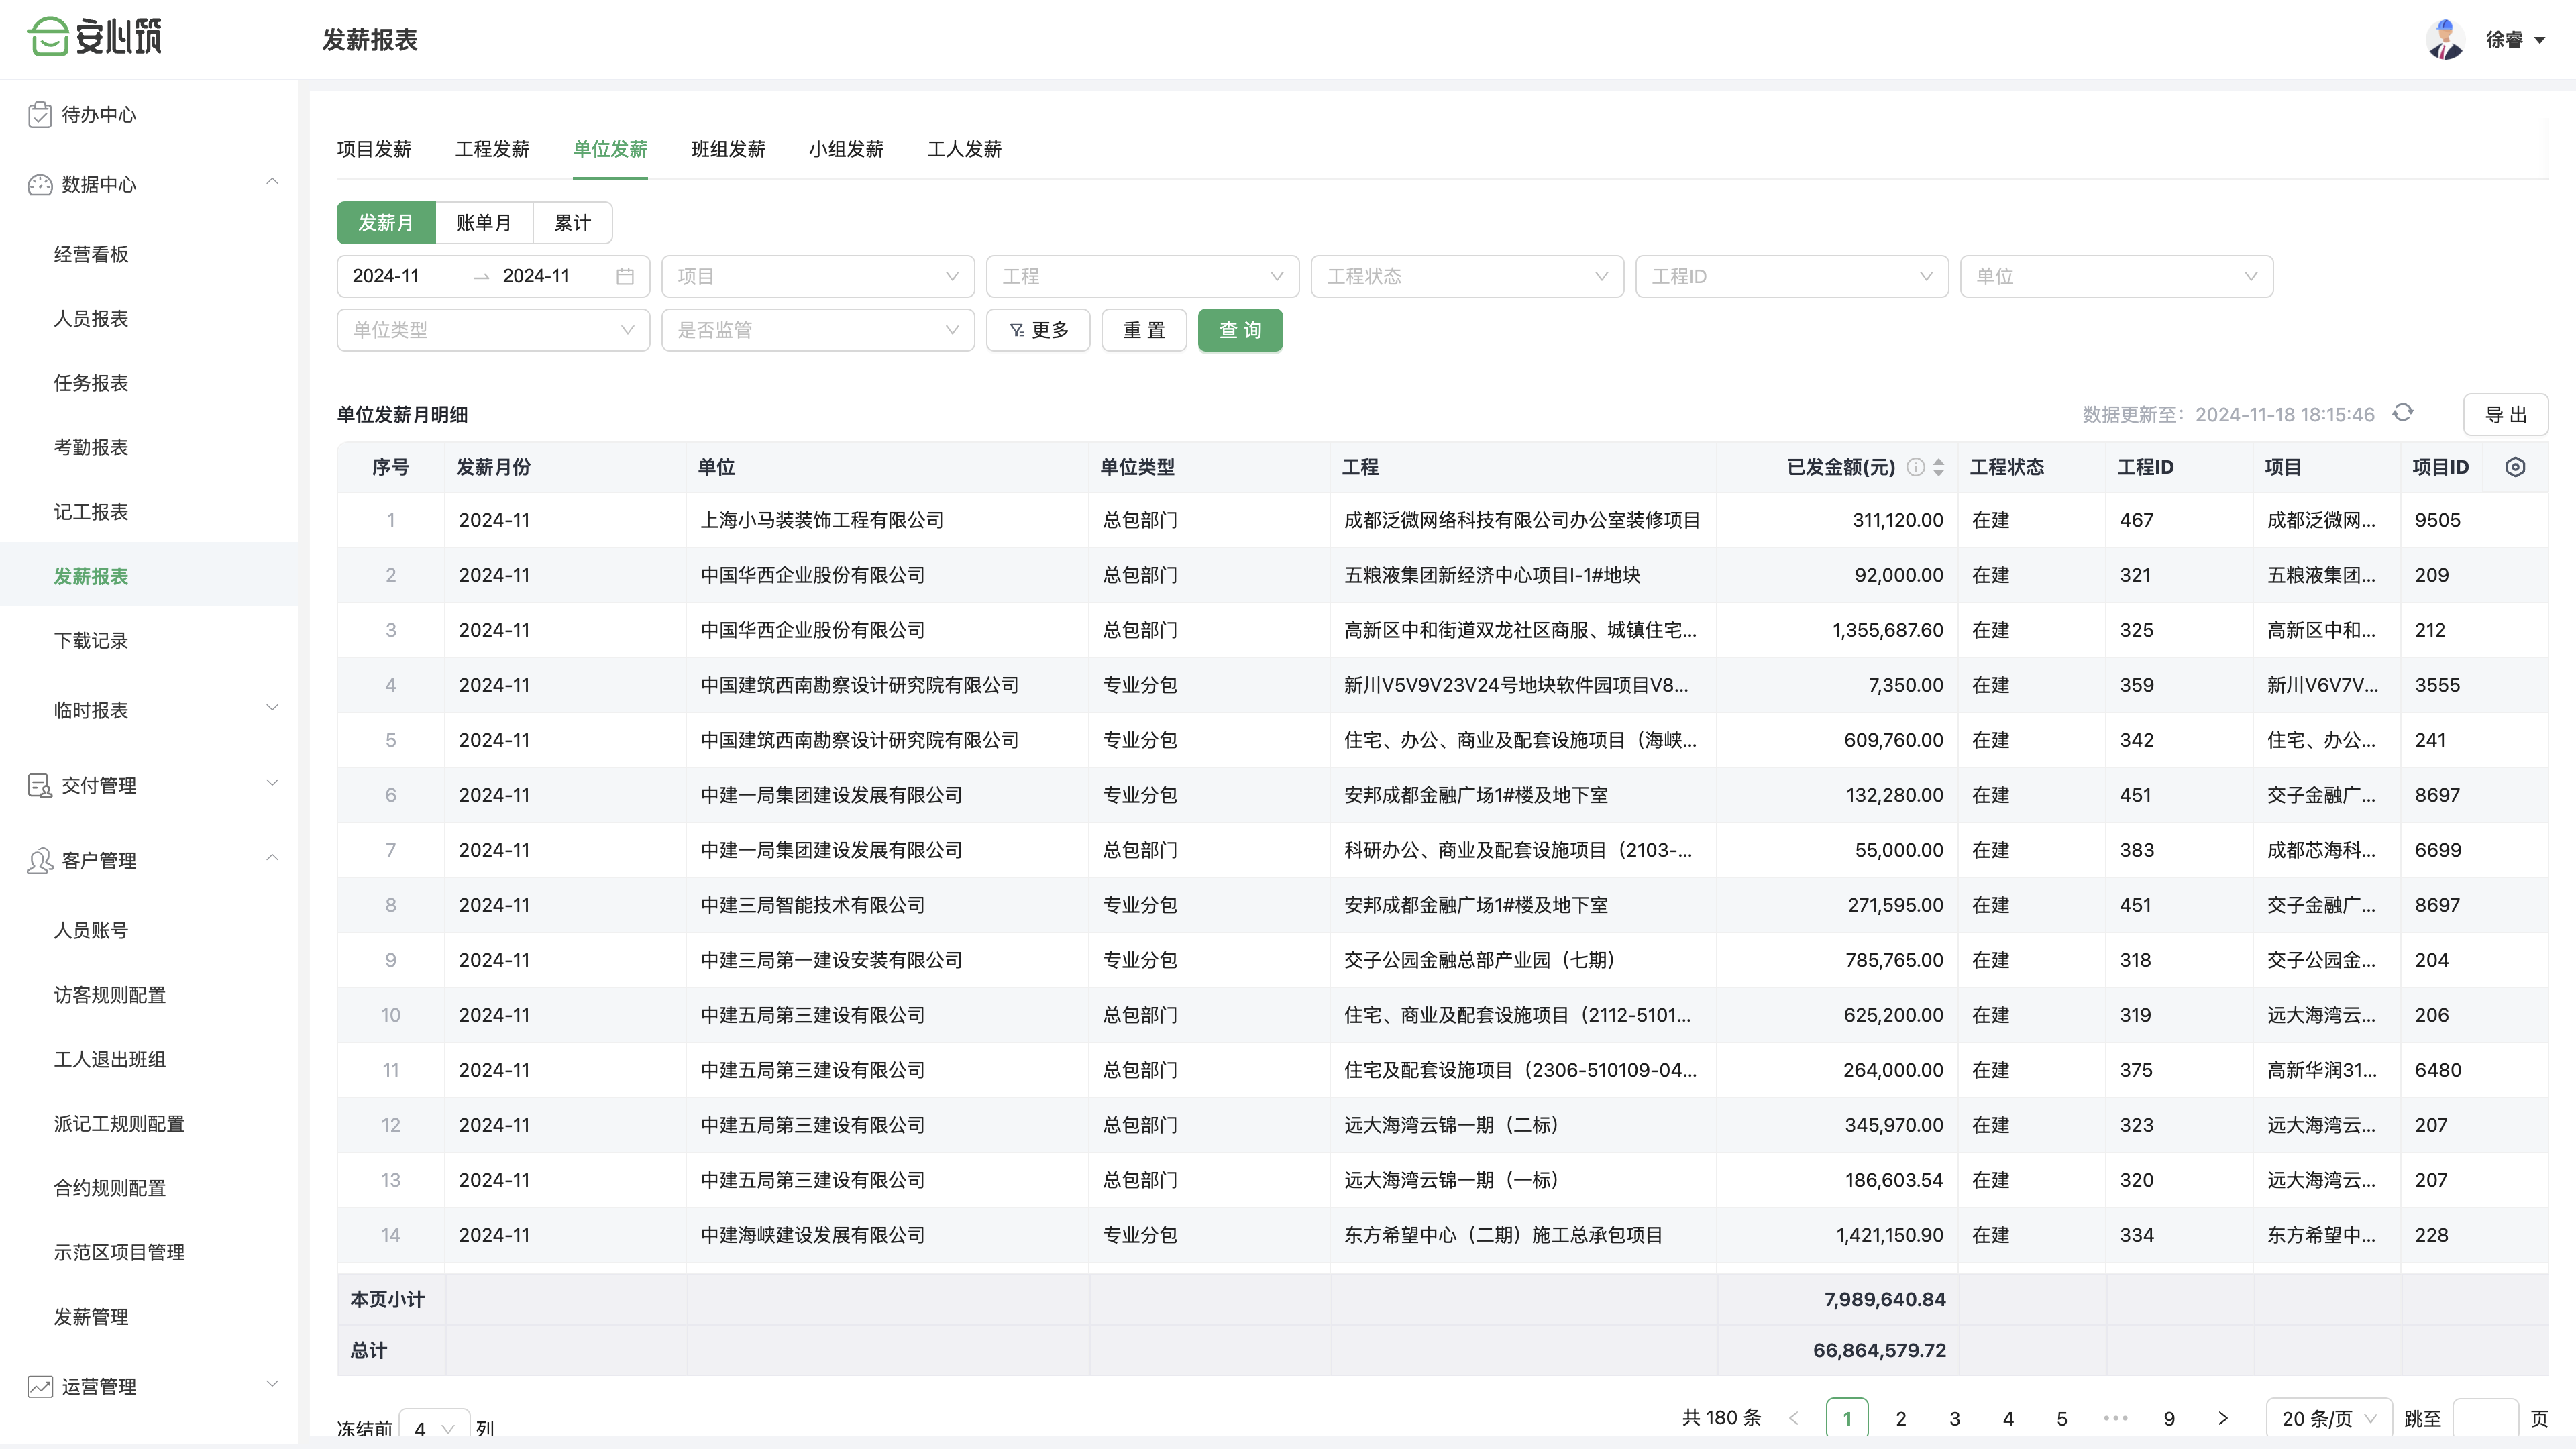 安心筑
发薪报表
徐睿
待办中心
数据中心
经营看板
人员报表
任务报表
考勤报表
记工报表
发薪报表
下载记录
临时报表
交付管理
客户管理
人员账号
访客规则配置
工人退出班组
派记工规则配置
合约规则配置
示范区项目管理
发薪管理
运营管理
项目发薪 工程发薪 单位发薪 班组发薪 小组发薪 工人发薪
发薪月 账单月 累计
2024-11 → 2024-11 项目 工程 工程状态 工程ID 单位
单位类型 是否监管 更多 重 置 查 询
单位发薪月明细 数据更新至：2024-11-18 18:15:46 导 出
序号 发薪月份 单位 单位类型 工程 已发金额(元) 工程状态 工程ID 项目 项目ID
1 2024-11 上海小马装装饰工程有限公司 总包部门 成都泛微网络科技有限公司办公室装修项目 311,120.00 在建 467 成都泛微网... 9505
2 2024-11 中国华西企业股份有限公司 总包部门 五粮液集团新经济中心项目I-1#地块 92,000.00 在建 321 五粮液集团... 209
3 2024-11 中国华西企业股份有限公司 总包部门 高新区中和街道双龙社区商服、城镇住宅... 1,355,687.60 在建 325 高新区中和... 212
4 2024-11 中国建筑西南勘察设计研究院有限公司 专业分包 新川V5V9V23V24号地块软件园项目V8... 7,350.00 在建 359 新川V6V7V... 3555
5 2024-11 中国建筑西南勘察设计研究院有限公司 专业分包 住宅、办公、商业及配套设施项目（海峡... 609,760.00 在建 342 住宅、办公... 241
6 2024-11 中建一局集团建设发展有限公司 专业分包 安邦成都金融广场1#楼及地下室 132,280.00 在建 451 交子金融广... 8697
7 2024-11 中建一局集团建设发展有限公司 总包部门 科研办公、商业及配套设施项目（2103-... 55,000.00 在建 383 成都芯海科... 6699
8 2024-11 中建三局智能技术有限公司 专业分包 安邦成都金融广场1#楼及地下室 271,595.00 在建 451 交子金融广... 8697
9 2024-11 中建三局第一建设安装有限公司 专业分包 交子公园金融总部产业园（七期） 785,765.00 在建 318 交子公园金... 204
10 2024-11 中建五局第三建设有限公司 总包部门 住宅、商业及配套设施项目（2112-5101... 625,200.00 在建 319 远大海湾云... 206
11 2024-11 中建五局第三建设有限公司 总包部门 住宅及配套设施项目（2306-510109-04... 264,000.00 在建 375 高新华润31... 6480
12 2024-11 中建五局第三建设有限公司 总包部门 远大海湾云锦一期（二标） 345,970.00 在建 323 远大海湾云... 207
13 2024-11 中建五局第三建设有限公司 总包部门 远大海湾云锦一期（一标） 186,603.54 在建 320 远大海湾云... 207
14 2024-11 中建海峡建设发展有限公司 专业分包 东方希望中心（二期）施工总承包项目 1,421,150.90 在建 334 东方希望中... 228
本页小计 7,989,640.84
总计 66,864,579.72
冻结前 4 列 共 180 条 < 1 2 3 4 5 ••• 9 > 20 条/页 跳至 页